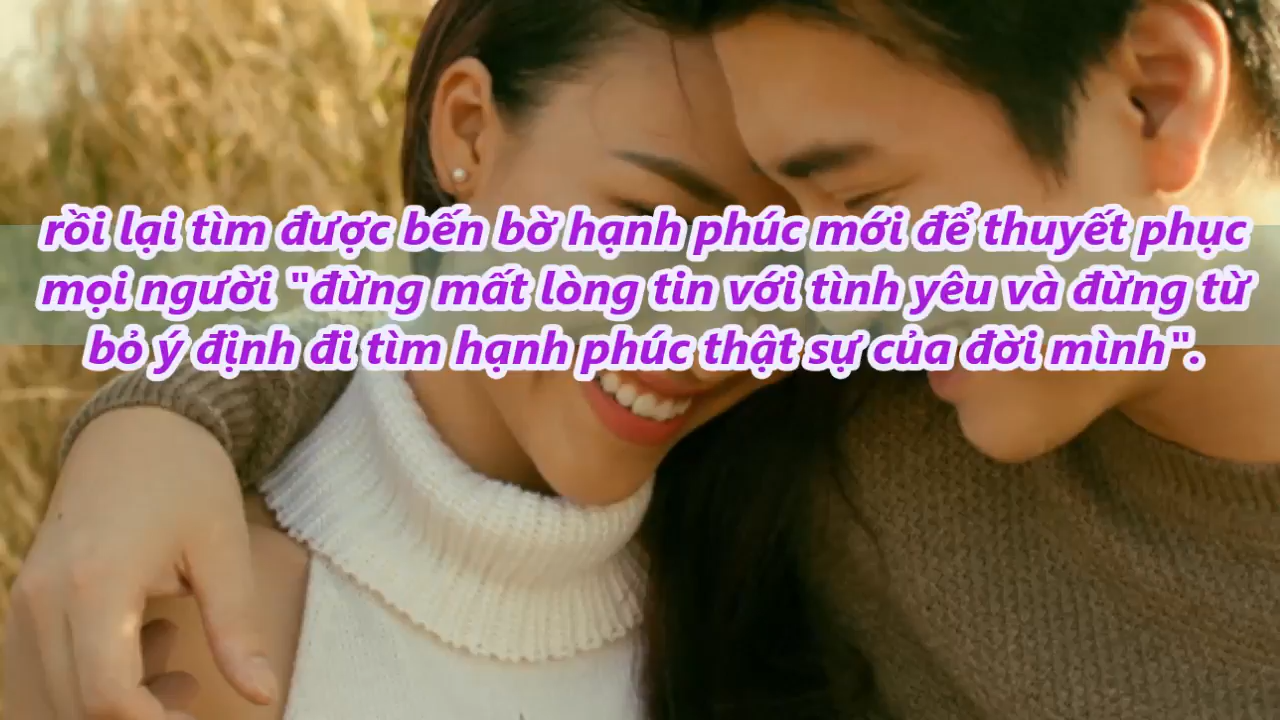 rồi lại tìm được bến bờ hạnh phúc mới để thuyết phục
mọi người "đừng mất lòng tin với tình yêu và đừng từ
bỏ ý định đi tìm hạnh phúc thật sự của đời mình".